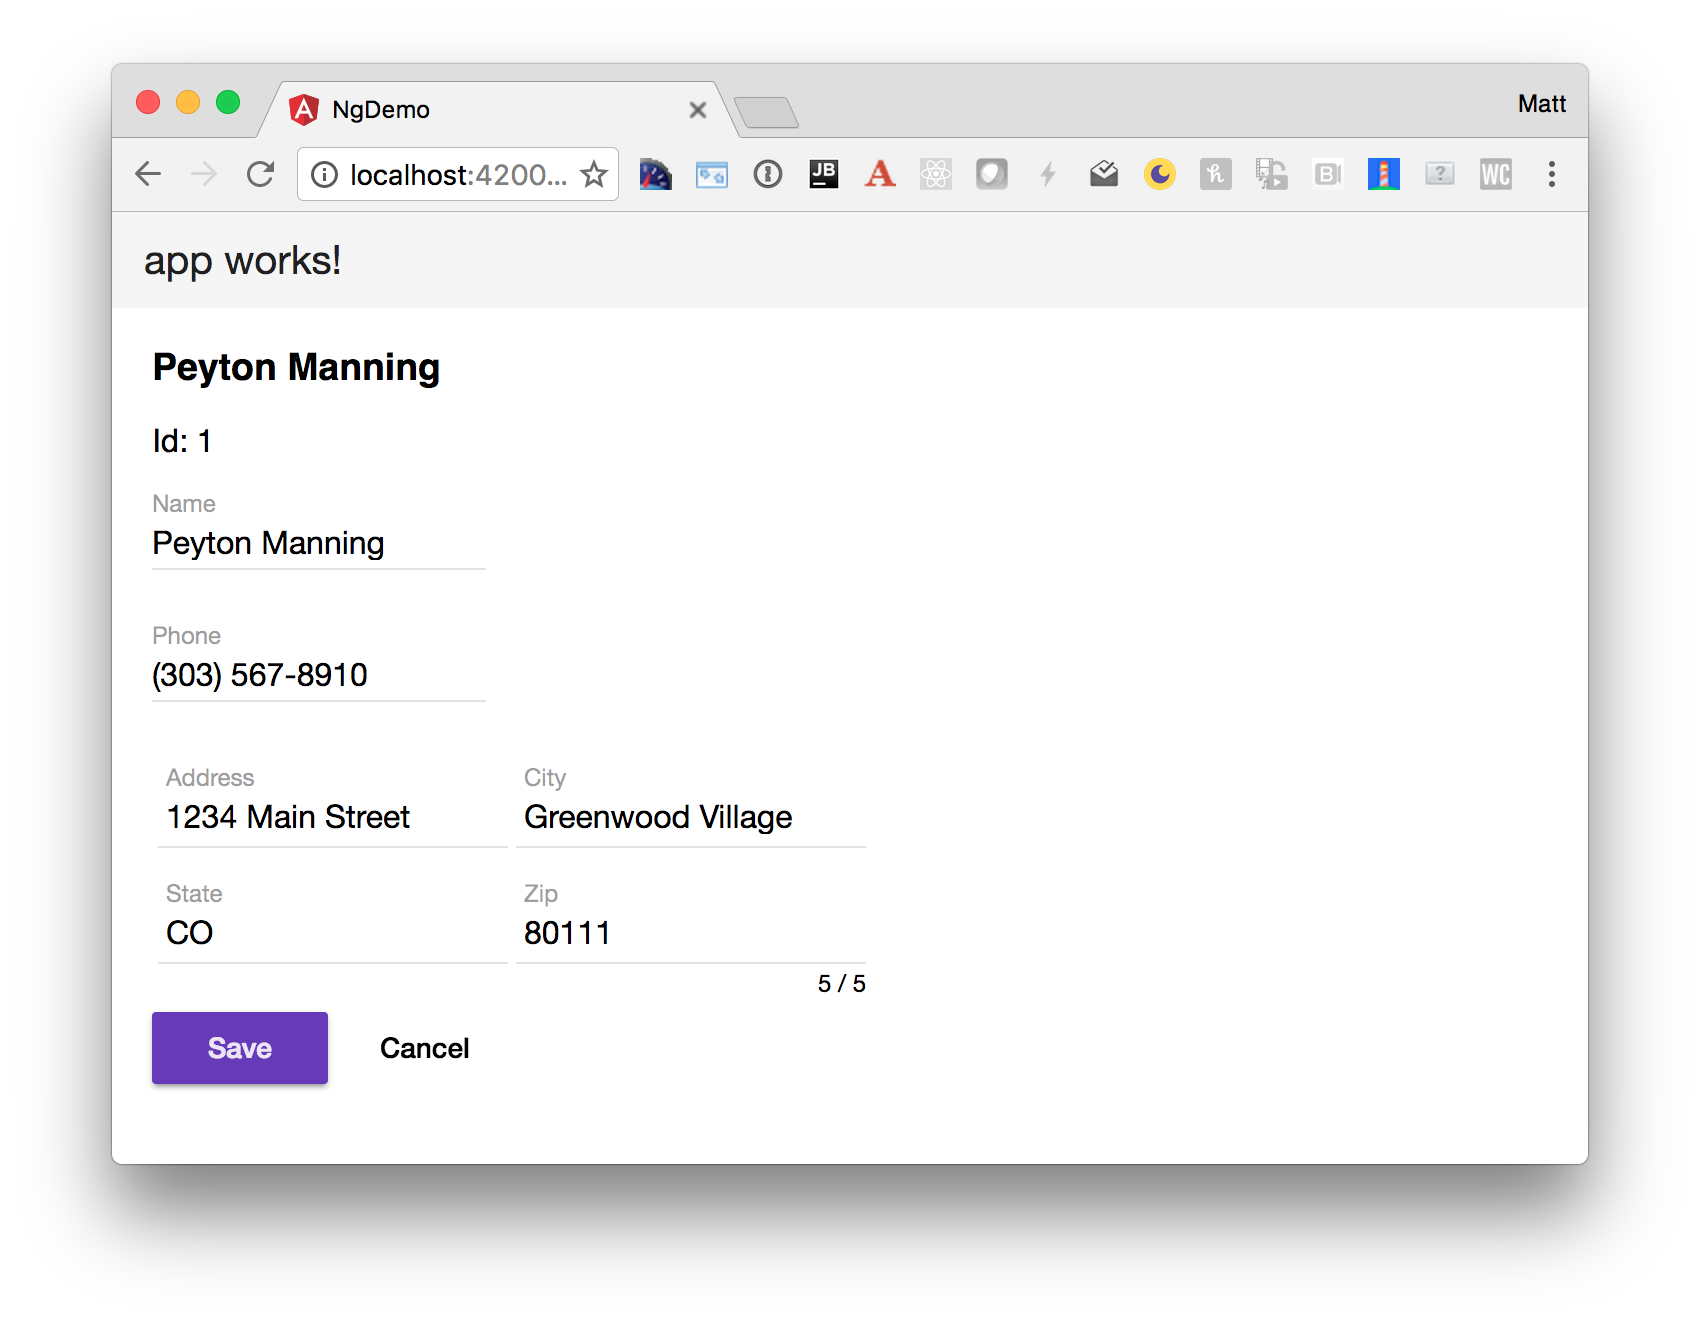 NgDemo
Matt
localhost:4200...
JB
A
h
B
?
WC
app works!
Peyton Manning
Id: 1
Name
Peyton Manning
Phone
(303) 567-8910
Address City
1234 Main Street Greenwood Village
State Zip
CO 80111
5 / 5
Save Cancel